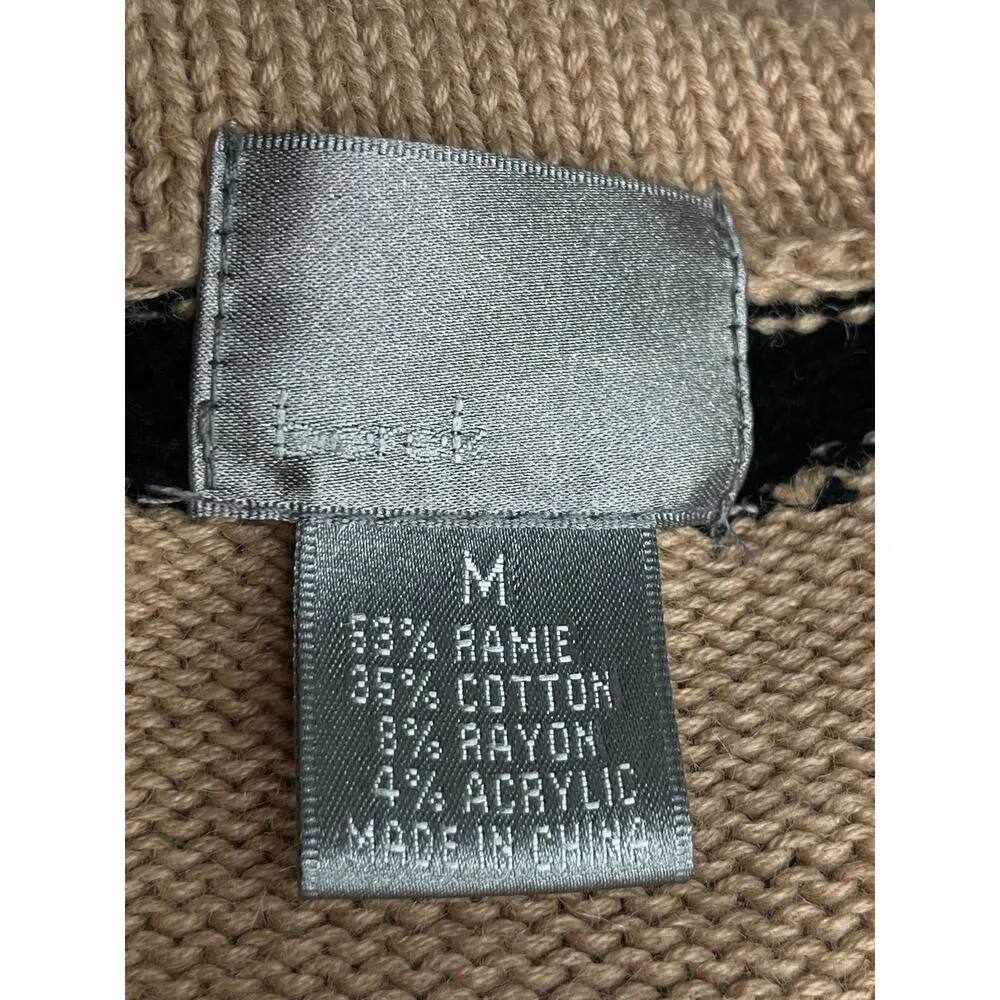 M
53% RAMIE
35% COTTON
8% RAYON
4% ACRYLIC
MADE IN CHINA